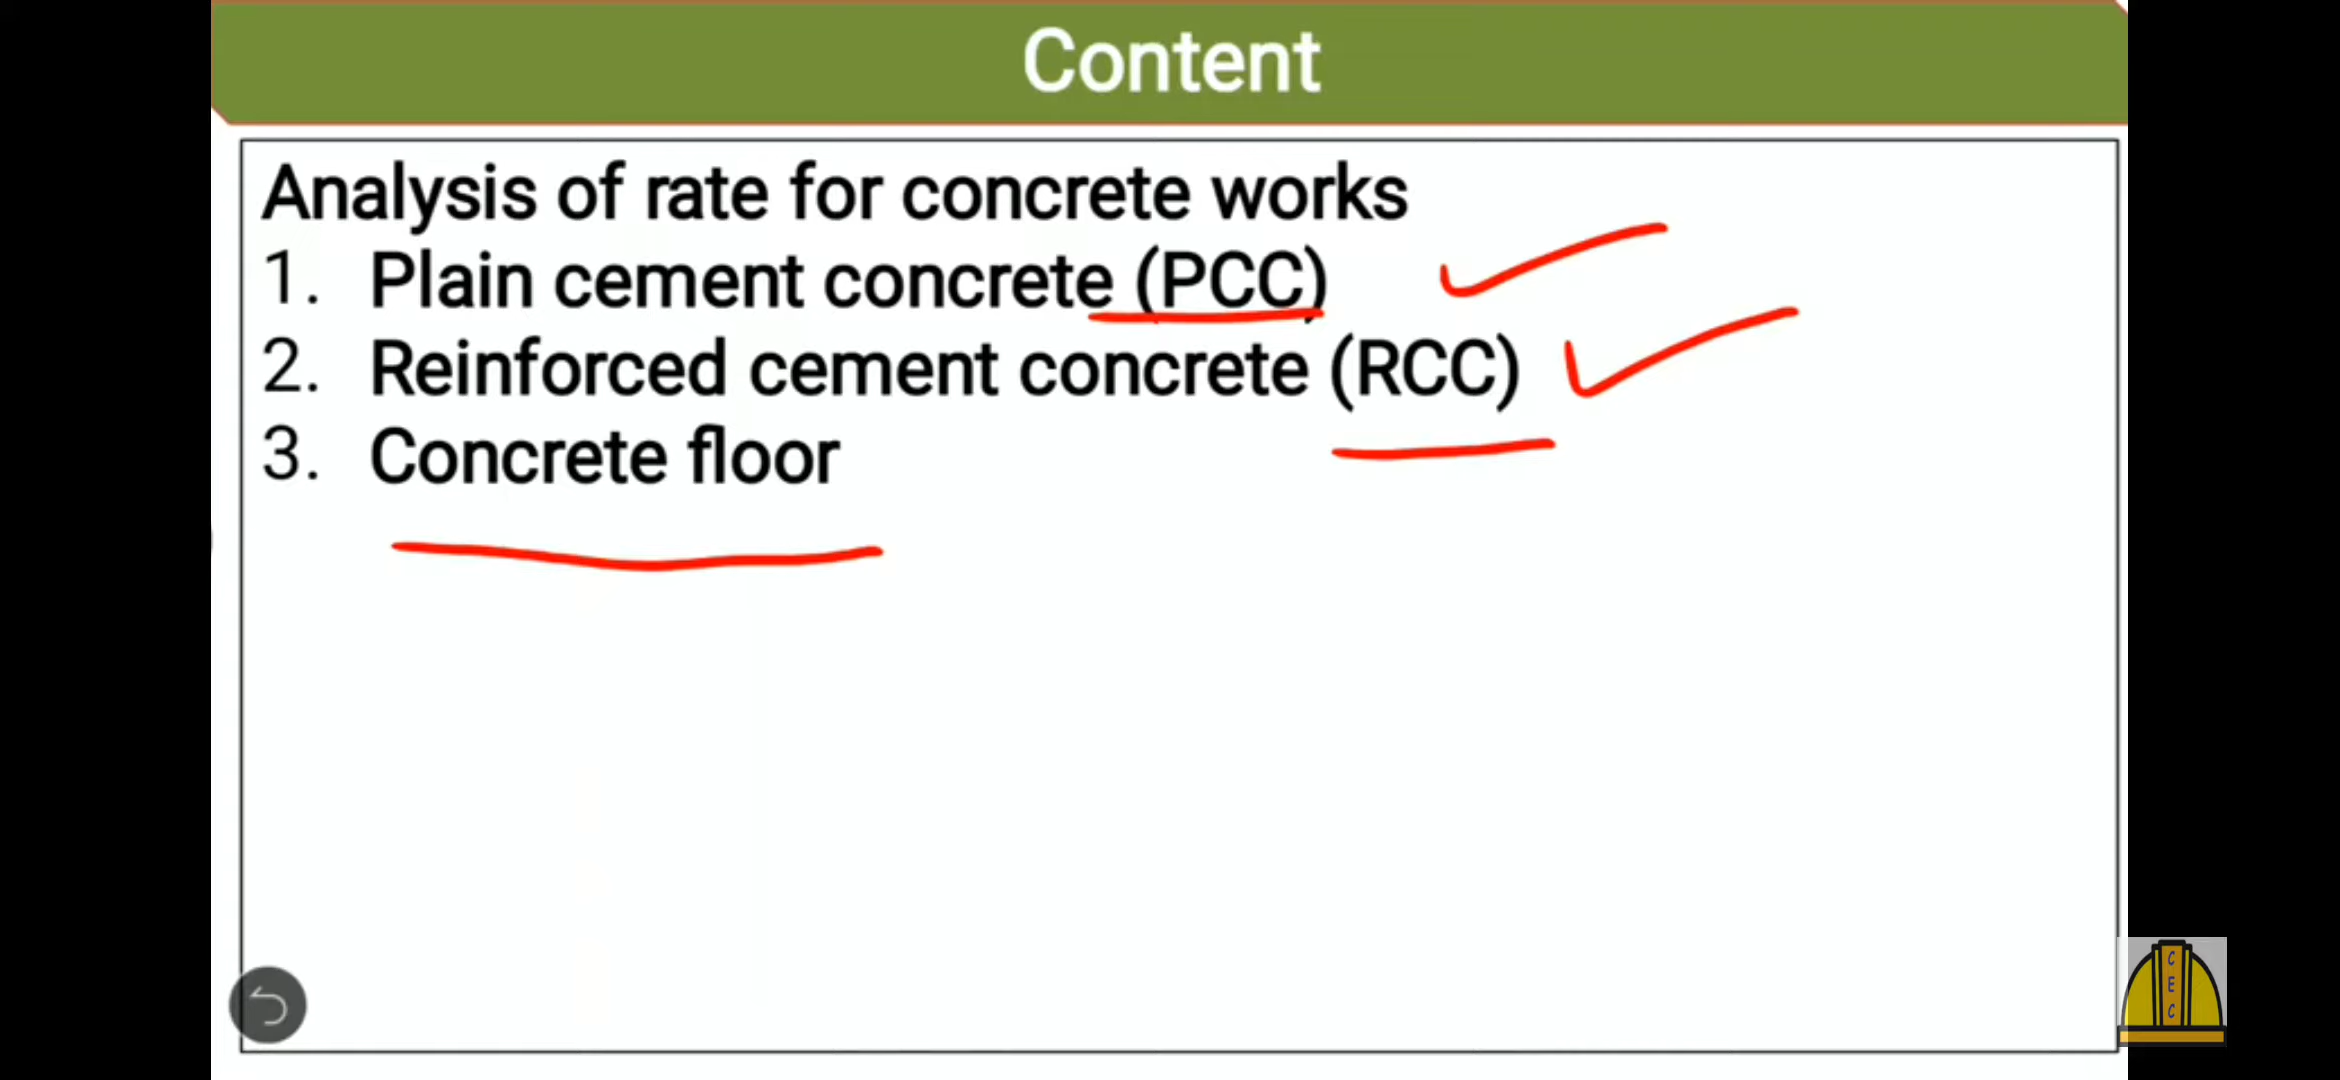 Content
Analysis of rate for concrete works
1. Plain cement concrete (PCC)
2. Reinforced cement concrete (RCC)
3. Concrete floor
C
E
C